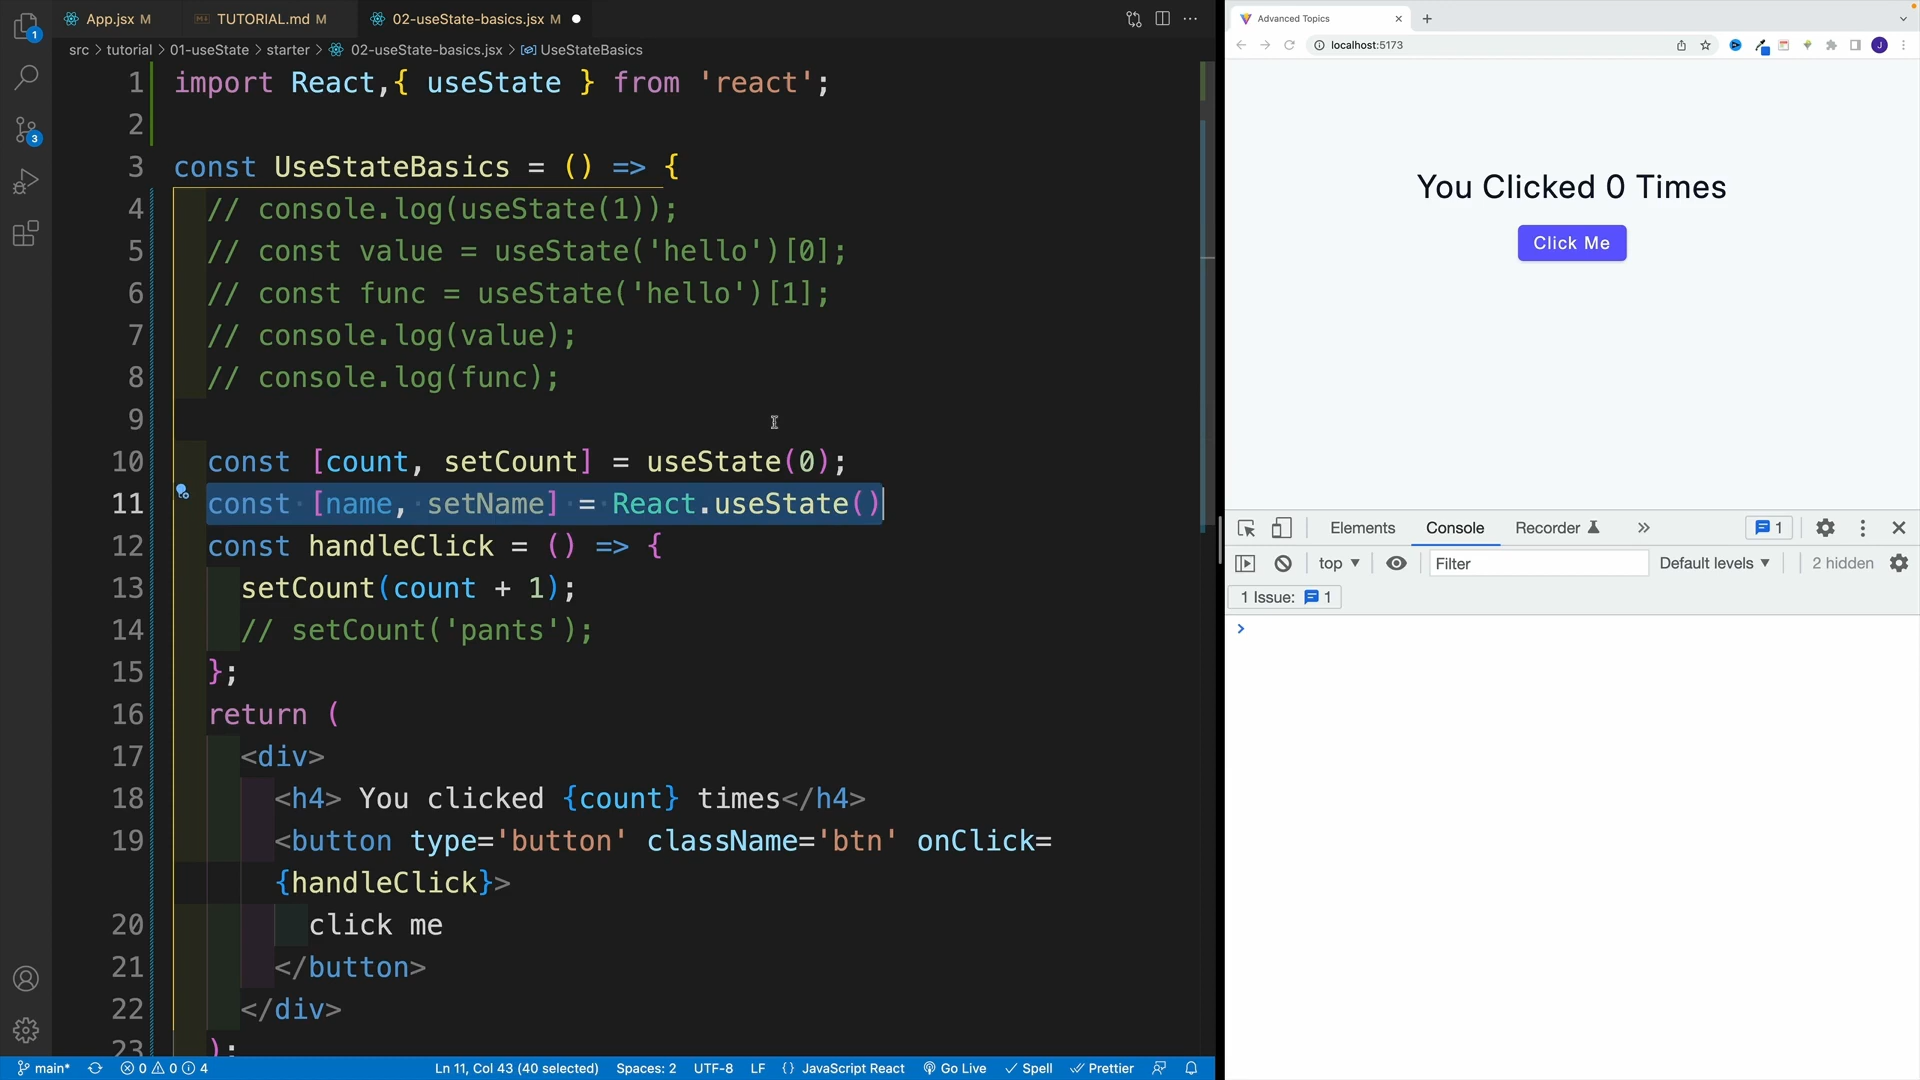 App.jsx M
TUTORIAL.md M
02-useState-basics.jsx M
src > tutorial > 01-useState > starter > 02-useState-basics.jsx > UseStateBasics
1 import React,{ useState } from 'react';
2
3 const UseStateBasics = () => {
4 // console.log(useState(1));
5 // const value = useState('hello')[0];
6 // const func = useState('hello')[1];
7 // console.log(value);
8 // console.log(func);
9
10 const [count, setCount] = useState(0);
11 const [name, setName] = React.useState()
12 const handleClick = () => {
13 setCount(count + 1);
14 // setCount('pants');
15 };
16 return (
17 <div>
18 <h4> You clicked {count} times</h4>
19 <button type='button' className='btn' onClick=
{handleClick}>
20 click me
21 </button>
22 </div>
23 );
1
3
main* 0 0 4 Ln 11, Col 43 (40 selected) Spaces: 2 UTF-8 LF {} JavaScript React Go Live Spell Prettier
Advanced Topics
localhost:5173
J
You Clicked 0 Times
Click Me
Elements Console Recorder 1
top Filter Default levels 2 hidden
1 Issue: 1